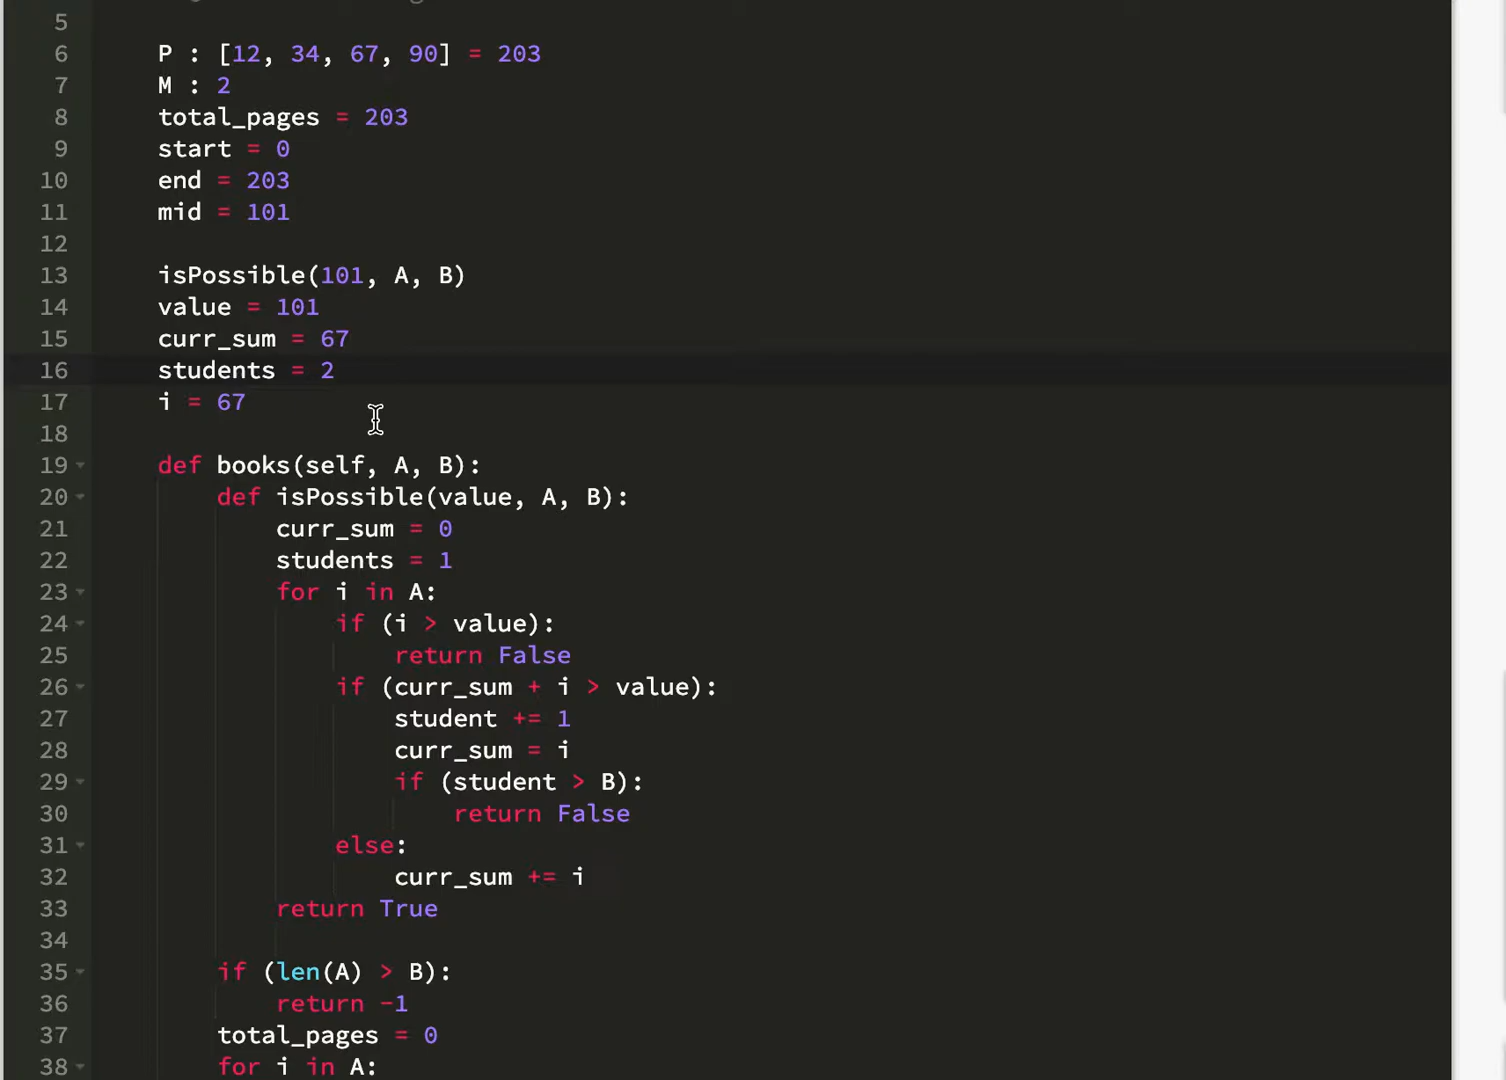 5
6 P : [12, 34, 67, 90] = 203
7 M : 2
8 total_pages = 203
9 start = 0
10 end = 203
11 mid = 101
12
13 isPossible(101, A, B)
14 value = 101
15 curr_sum = 67
16 students = 2
17 i = 67
18
19 def books(self, A, B):
20 def isPossible(value, A, B):
21 curr_sum = 0
22 students = 1
23 for i in A:
24 if (i > value):
25 return False
26 if (curr_sum + i > value):
27 student += 1
28 curr_sum = i
29 if (student > B):
30 return False
31 else:
32 curr_sum += i
33 return True
34
35 if (len(A) > B):
36 return -1
37 total_pages = 0
38 for i in A: